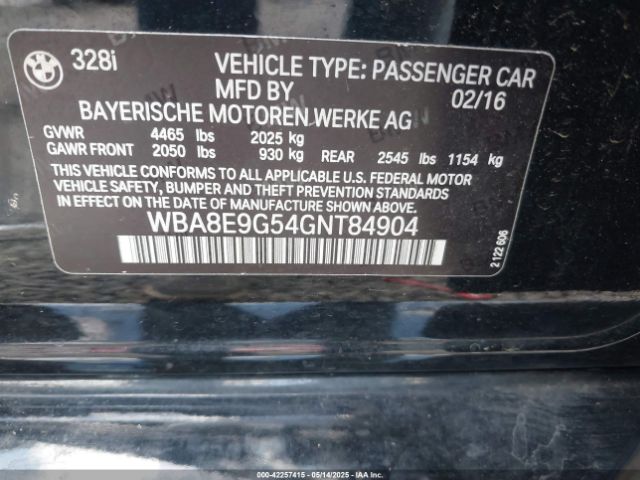 BMW 328i VEHICLE TYPE: PASSENGER CAR
MFD BY 02/16
BAYERISCHE MOTOREN WERKE AG
GVWR 4465 lbs 2025 kg
GAWR FRONT 2050 lbs 930 kg REAR 2545 lbs 1154 kg
THIS VEHICLE CONFORMS TO ALL APPLICABLE U.S. FEDERAL MOTOR
VEHICLE SAFETY, BUMPER AND THEFT PREVENTION STANDARDS
IN EFFECT ON THE DATE OF MANUFACTURE SHOWN ABOVE.
WBA8E9G54GNT84904
2 122 606
000-42257415 - 05/14/2025 - IAAI.COM